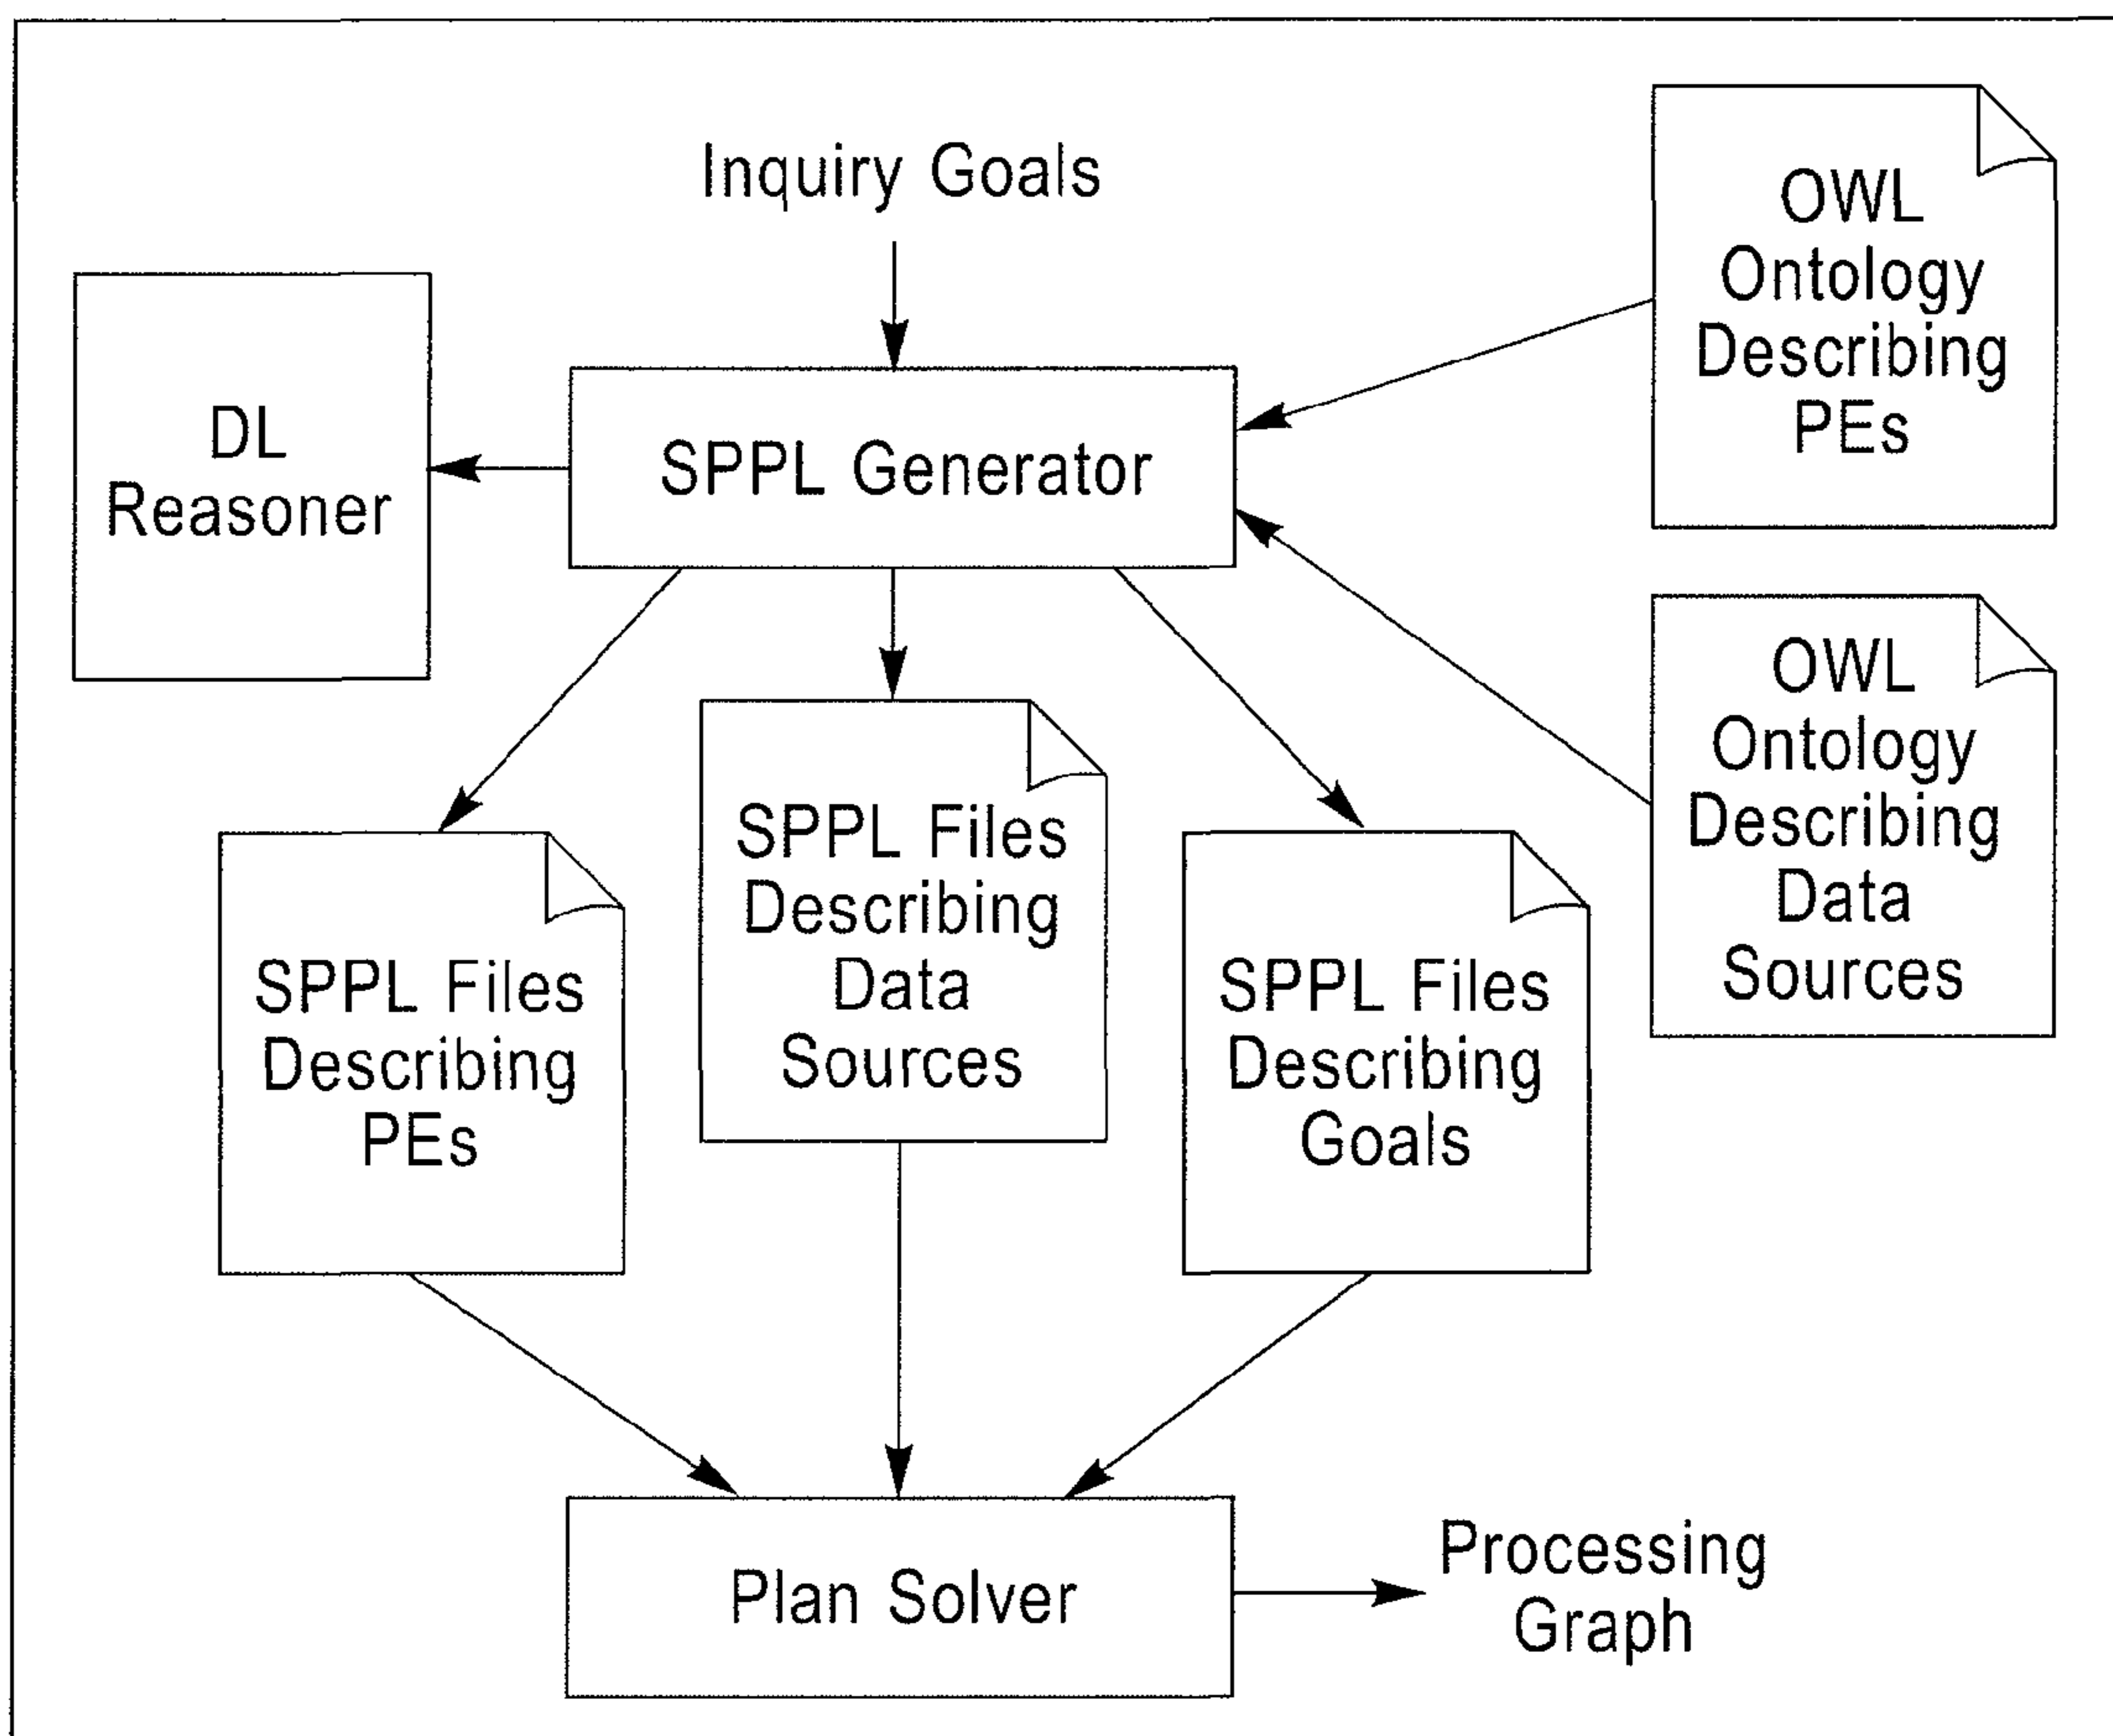 Inquiry Goals
OWL
Ontology
Describing
PEs
DL
Reasoner
SPPL Generator
OWL
Ontology
Describing
Data
Sources
SPPL Files
Describing
PEs
SPPL Files
Describing
Data
Sources
SPPL Files
Describing
Goals
Plan Solver
Processing
Graph